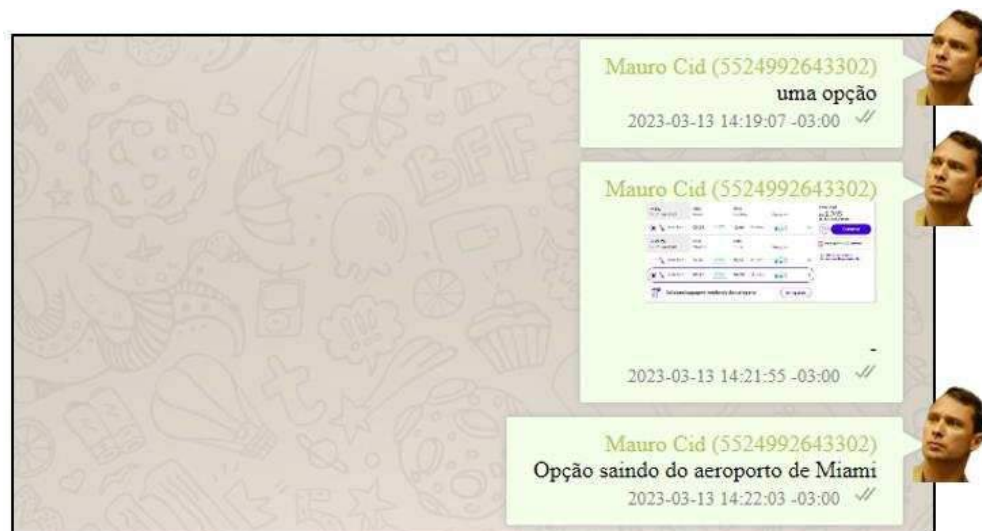 Mauro Cid (5524992643302)
uma opção
2023-03-13 14:19:07 -03:00
Mauro Cid (5524992643302)
-
2023-03-13 14:21:55 -03:00
Mauro Cid (5524992643302)
Opção saindo do aeroporto de Miami
2023-03-13 14:22:03 -03:00
BFF